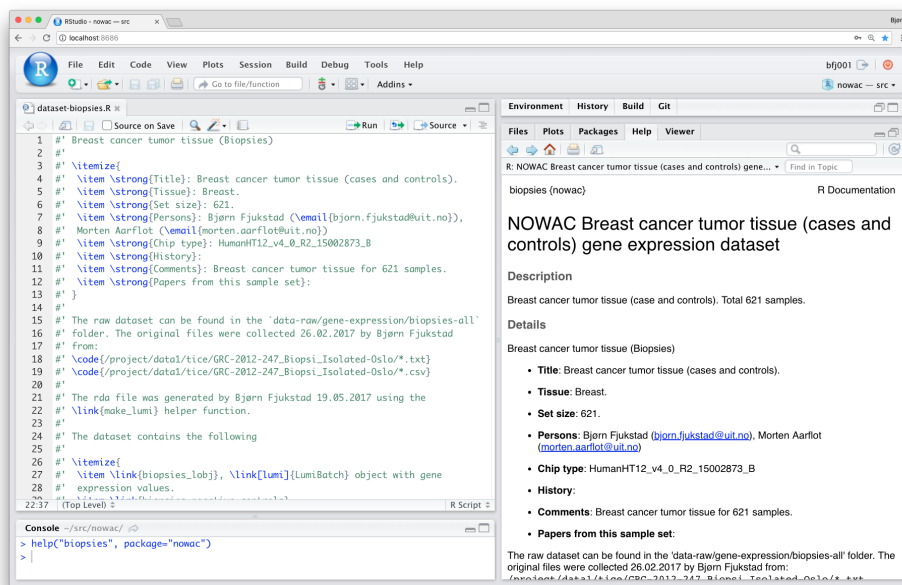 RStudio - nowac — src
Bjør
localhost:8686
File Edit Code View Plots Session Build Debug Tools Help
bfj001
Go to file/function
Addins
nowac — src
dataset-biopsies.R
Source on Save
Run
Source
1 #' Breast cancer tumor tissue (Biopsies)
2 #'
3 #' \itemize{
4 #'  \item \strong{Title}: Breast cancer tumor tissue (cases and controls).
5 #'  \item \strong{Tissue}: Breast.
6 #'  \item \strong{Set size}: 621.
7 #'  \item \strong{Persons}: Bjørn Fjukstad (\email{bjorn.fjukstad@uit.no}),
8 #'  Morten Aarflot (\email{morten.aarflot@uit.no})
9 #'  \item \strong{Chip type}: HumanHT12_v4_0_R2_15002873_B
10 #'  \item \strong{History}:
11 #'  \item \strong{Comments}: Breast cancer tumor tissue for 621 samples.
12 #'  \item \strong{Papers from this sample set}:
13 #' }
14 #'
15 #' The raw dataset can be found in the `data-raw/gene-expression/biopsies-all`
16 #' folder. The original files were collected 26.02.2017 by Bjørn Fjukstad
17 #' from:
18 #' \code{/project/data1/tice/GRC-2012-247_Biopsi_Isolated-Oslo/*.txt}
19 #' \code{/project/data1/tice/GRC-2012-247_Biopsi_Isolated-Oslo/*.csv}
20 #'
21 #' The rda file was generated by Bjørn Fjukstad 19.05.2017 using the
22 #' \link{make_lumi} helper function.
23 #'
24 #' The dataset contains the following
25 #'
26 #' \itemize{
27 #'  \item \link{biopsies_lobj}, \link[lumi]{LumiBatch} object with gene
28 #'  expression values.
22:37 (Top Level) R Script
Console ~/src/nowac/
> help("biopsies", package="nowac")
>
Environment History Build Git
Files Plots Packages Help Viewer
R: NOWAC Breast cancer tumor tissue (cases and controls) gene... Find in Topic
biopsies {nowac} R Documentation
NOWAC Breast cancer tumor tissue (cases and
controls) gene expression dataset
Description
Breast cancer tumor tissue (case and controls). Total 621 samples.
Details
Breast cancer tumor tissue (Biopsies)
• Title: Breast cancer tumor tissue (cases and controls).
• Tissue: Breast.
• Set size: 621.
• Persons: Bjørn Fjukstad (bjorn.fjukstad@uit.no), Morten Aarflot
(morten.aarflot@uit.no)
• Chip type: HumanHT12_v4_0_R2_15002873_B
• History:
• Comments: Breast cancer tumor tissue for 621 samples.
• Papers from this sample set:
The raw dataset can be found in the 'data-raw/gene-expression/biopsies-all' folder. The
original files were collected 26.02.2017 by Bjørn Fjukstad from:
/project/data1/tice/GRC-2012-247_Biopsi_Isolated-Oslo/*.txt